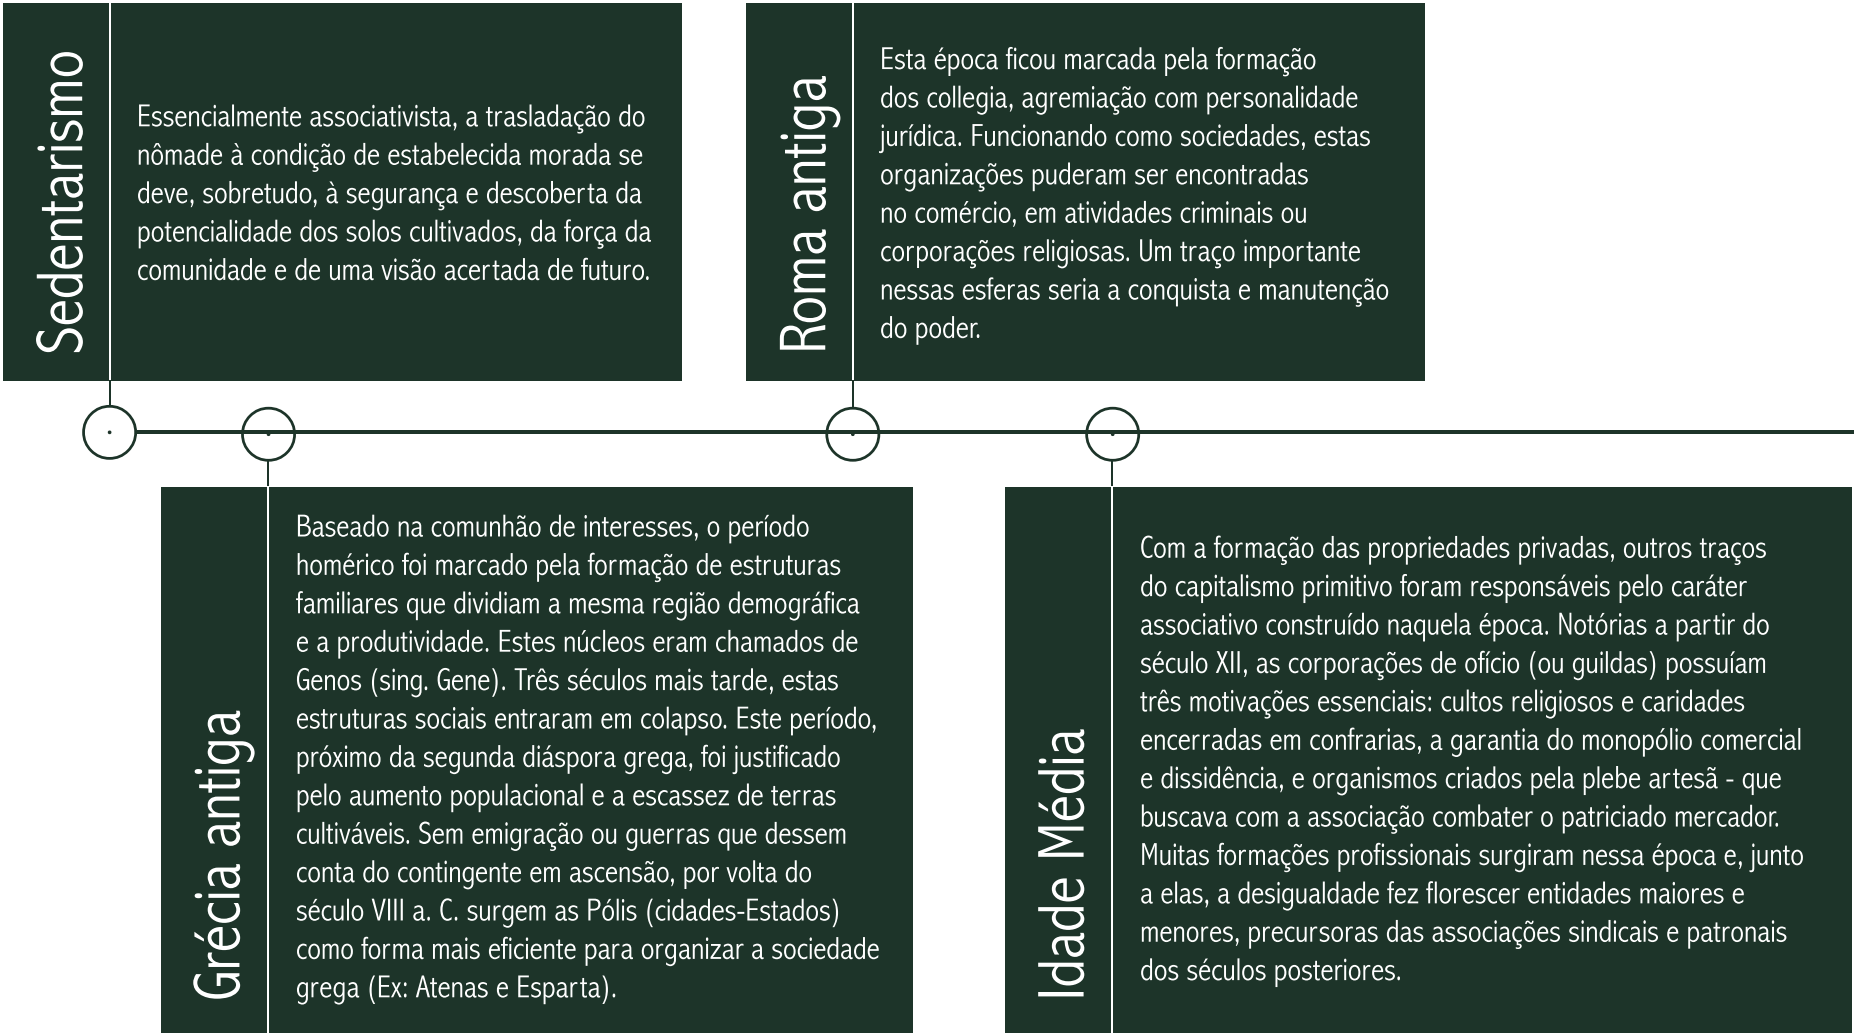 Sedentarismo
Essencialmente associativista, a trasladação do
nômade à condição de estabelecida morada se
deve, sobretudo, à segurança e descoberta da
potencialidade dos solos cultivados, da força da
comunidade e de uma visão acertada de futuro.
Grécia antiga
Baseado na comunhão de interesses, o período
homérico foi marcado pela formação de estruturas
familiares que dividiam a mesma região demográfica
e a produtividade. Estes núcleos eram chamados de
Genos (sing. Gene). Três séculos mais tarde, estas
estruturas sociais entraram em colapso. Este período,
próximo da segunda diáspora grega, foi justificado
pelo aumento populacional e a escassez de terras
cultiváveis. Sem emigração ou guerras que dessem
conta do contingente em ascensão, por volta do
século VIII a. C. surgem as Pólis (cidades-Estados)
como forma mais eficiente para organizar a sociedade
grega (Ex: Atenas e Esparta).
Roma antiga
Esta época ficou marcada pela formação
dos collegia, agremiação com personalidade
jurídica. Funcionando como sociedades, estas
organizações puderam ser encontradas
no comércio, em atividades criminais ou
corporações religiosas. Um traço importante
nessas esferas seria a conquista e manutenção
do poder.
Idade Média
Com a formação das propriedades privadas, outros traços
do capitalismo primitivo foram responsáveis pelo caráter
associativo construído naquela época. Notórias a partir do
século XII, as corporações de ofício (ou guildas) possuíam
três motivações essenciais: cultos religiosos e caridades
encerradas em confrarias, a garantia do monopólio comercial
e dissidência, e organismos criados pela plebe artesã - que
buscava com a associação combater o patriciado mercador.
Muitas formações profissionais surgiram nessa época e, junto
a elas, a desigualdade fez florescer entidades maiores e
menores, precursoras das associações sindicais e patronais
dos séculos posteriores.